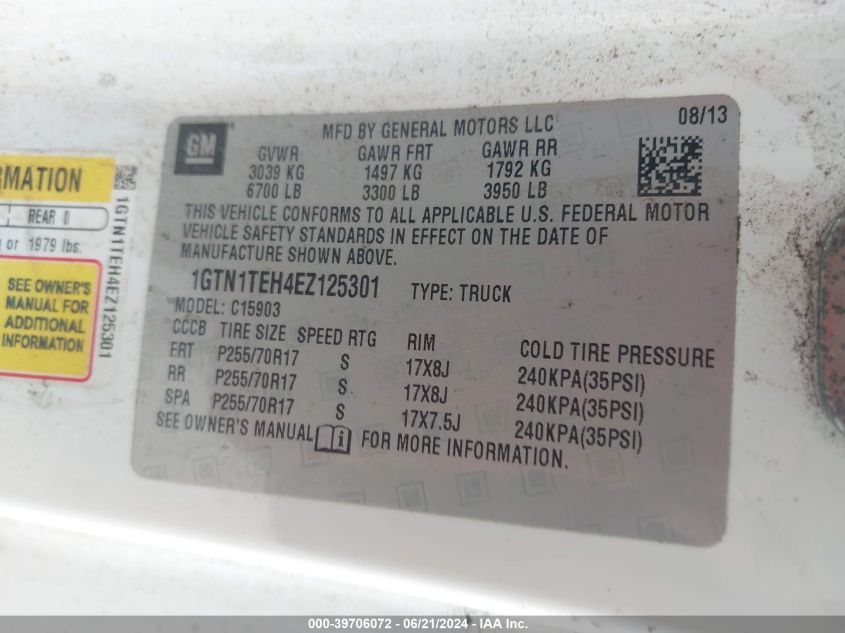 GM
MFD BY GENERAL MOTORS LLC
08/13
GVWR GAWR FRT GAWR RR
3039 KG 1497 KG 1792 KG
6700 LB 3300 LB 3950 LB
THIS VEHICLE CONFORMS TO ALL APPLICABLE U.S. FEDERAL MOTOR
VEHICLE SAFETY STANDARDS IN EFFECT ON THE DATE OF
MANUFACTURE SHOWN ABOVE.
1GTN1TEH4EZ125301 TYPE: TRUCK
MODEL: C15903
CCCB TIRE SIZE SPEED RTG RIM COLD TIRE PRESSURE
FRT P255/70R17 S 17X8J 240KPA(35PSI)
RR P255/70R17 S 17X8J 240KPA(35PSI)
SPA P255/70R17 S 17X7.5J 240KPA(35PSI)
SEE OWNER'S MANUAL FOR MORE INFORMATION.
RMATION
REAR 0
or 1979 lbs.
SEE OWNER'S
MANUAL FOR
ADDITIONAL
INFORMATION
1GTN1TEH4EZ125301
000-39706072 - 06/21/2024 - IAA Inc.